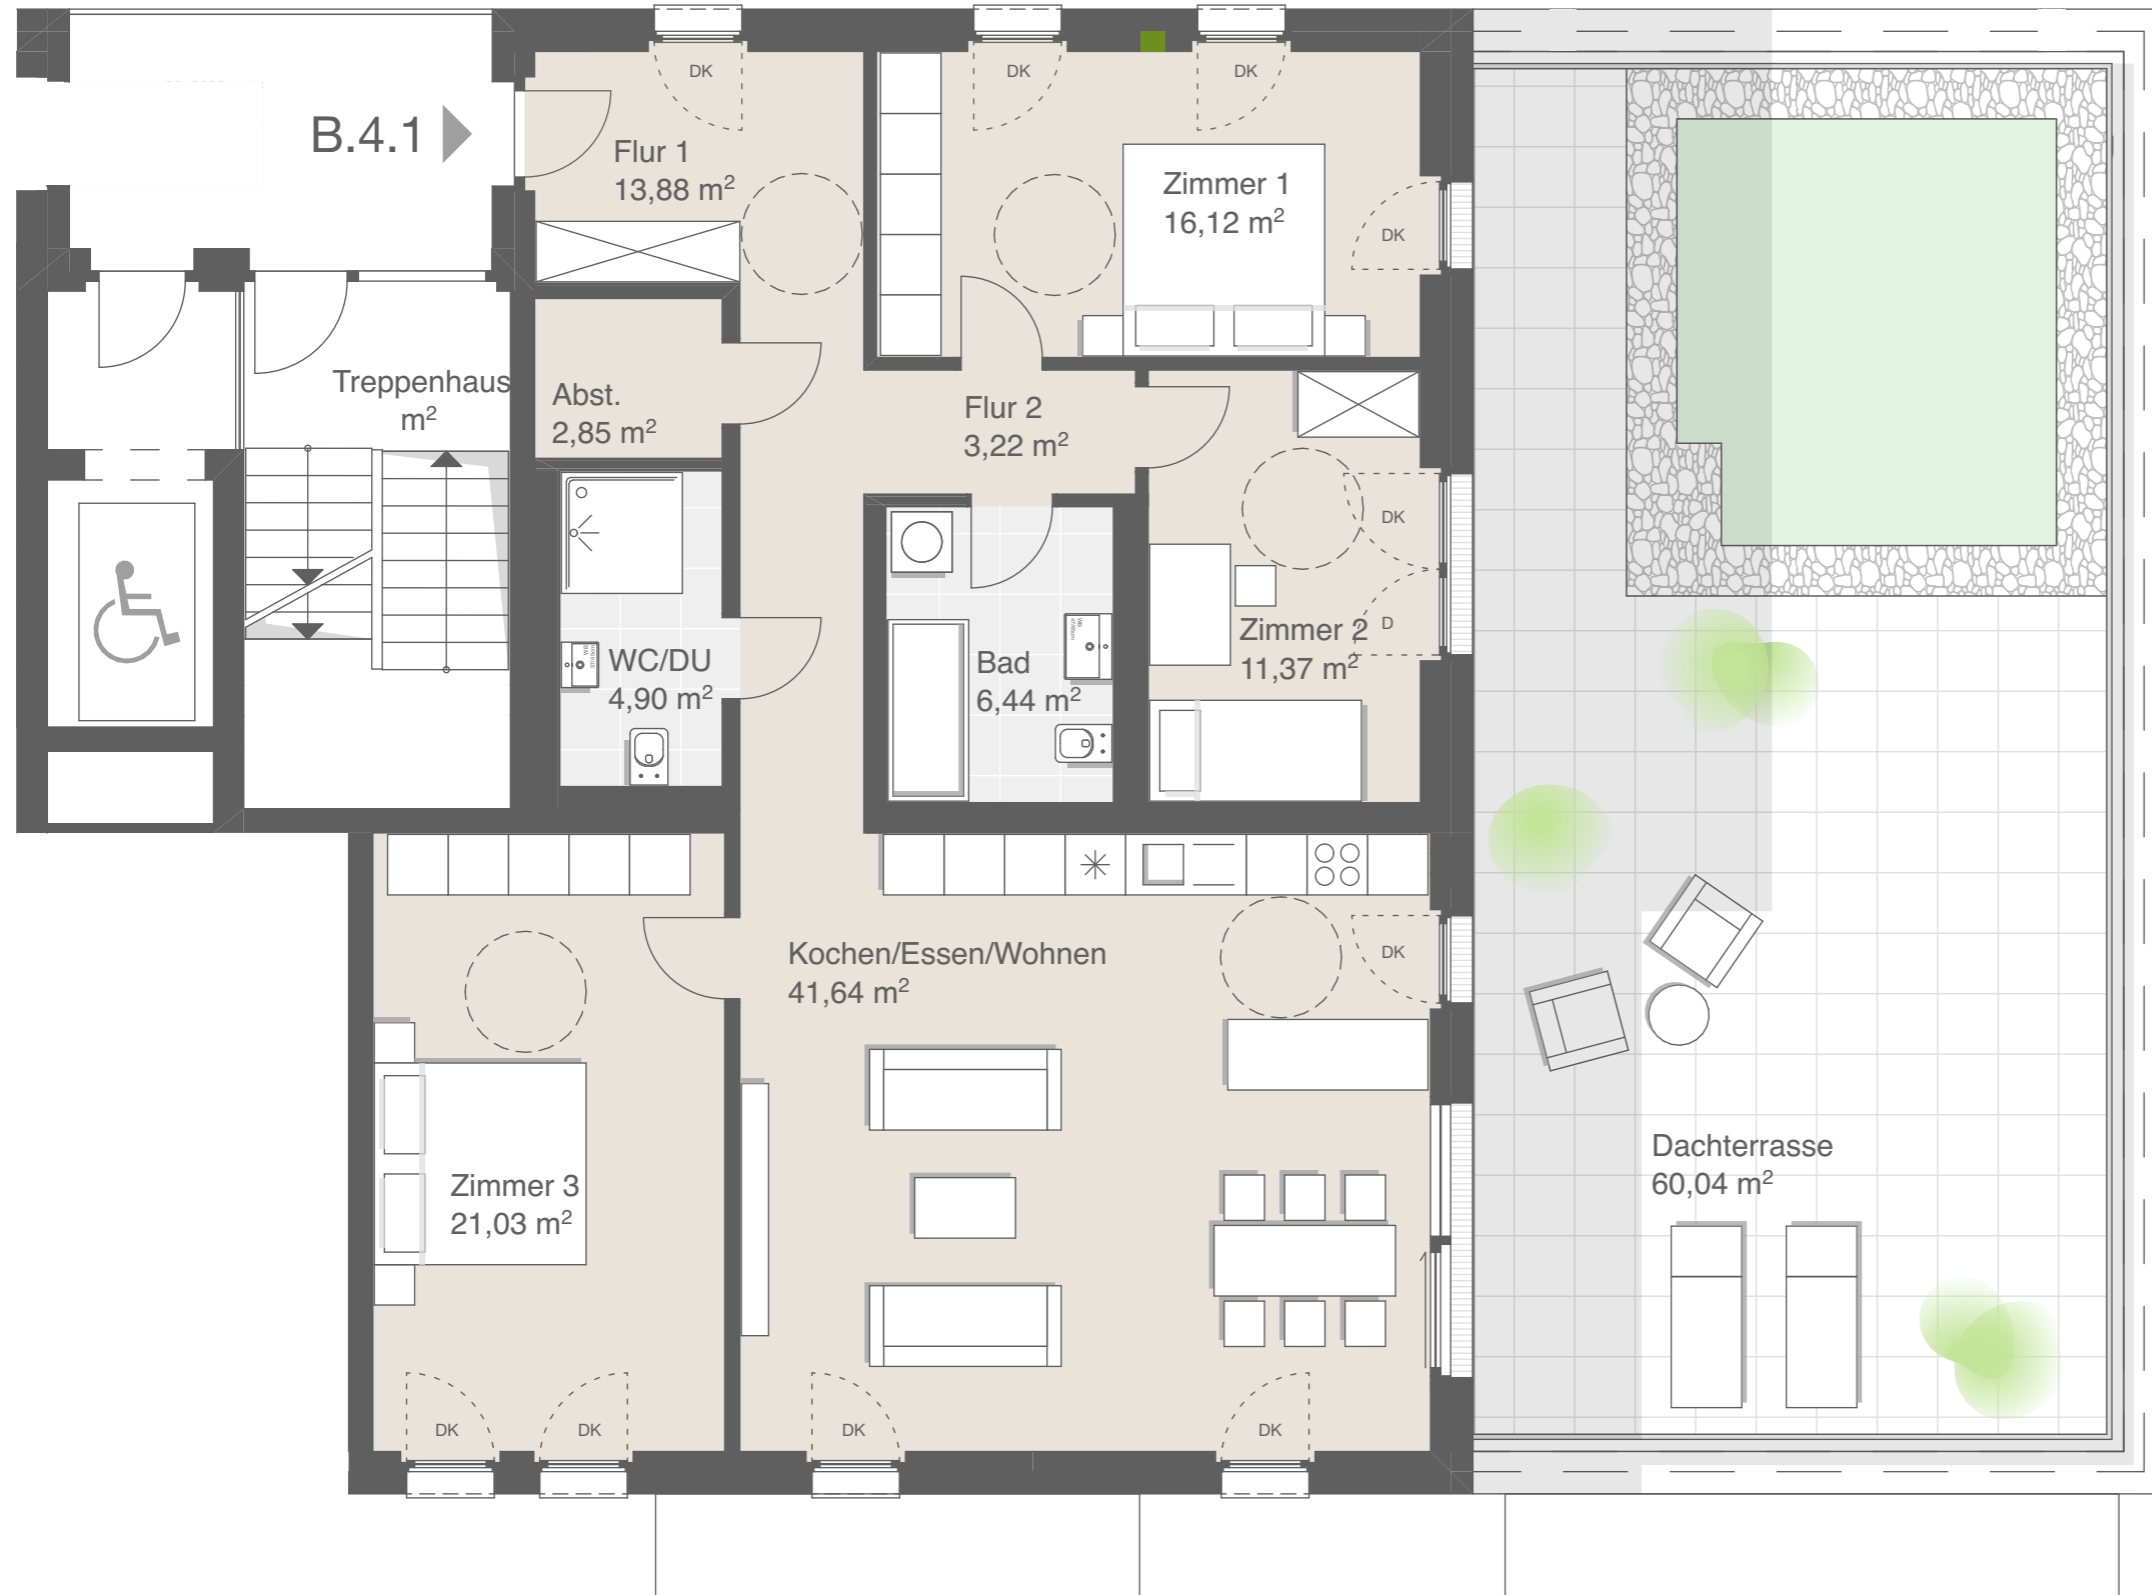 B.4.1
DK
DK
DK
Flur 1
13,88 m²
Zimmer 1
16,12 m²
DK
Treppenhaus
m²
Abst.
2,85 m²
Flur 2
3,22 m²
DK
D
Zimmer 2
11,37 m²
WC/DU
4,90 m²
Bad
6,44 m²
WB
WB
Kochen/Essen/Wohnen
41,64 m²
DK
Zimmer 3
21,03 m²
Dachterrasse
60,04 m²
DK
DK
DK
DK